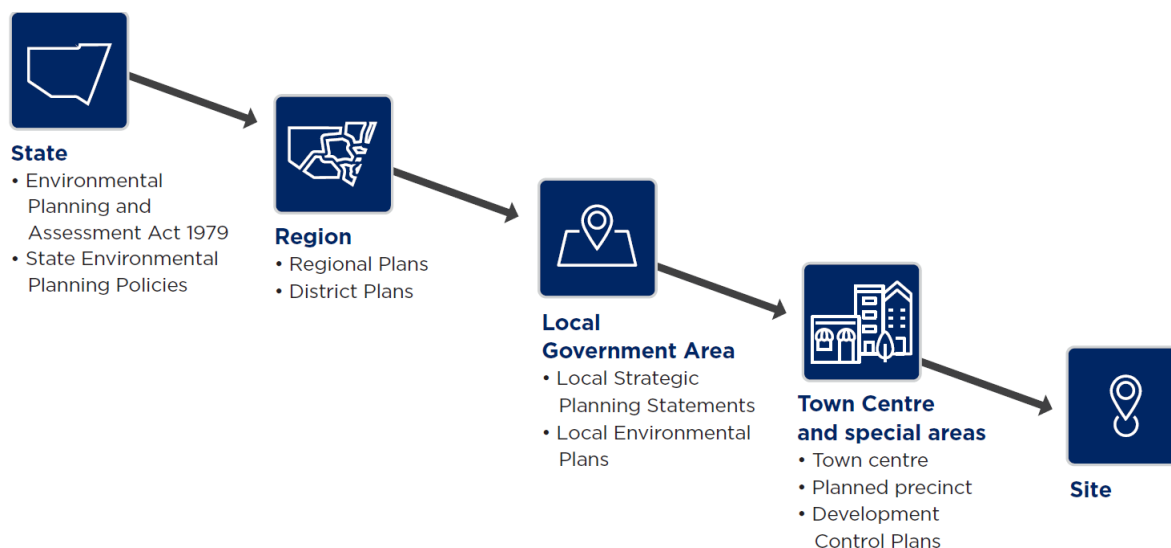 State
• Environmental
Planning and
Assessment Act 1979
• State Environmental
Planning Policies
Region
• Regional Plans
• District Plans
Local
Government Area
• Local Strategic
Planning Statements
• Local Environmental
Plans
Town Centre
and special areas
• Town centre
• Planned precinct
• Development
Control Plans
Site